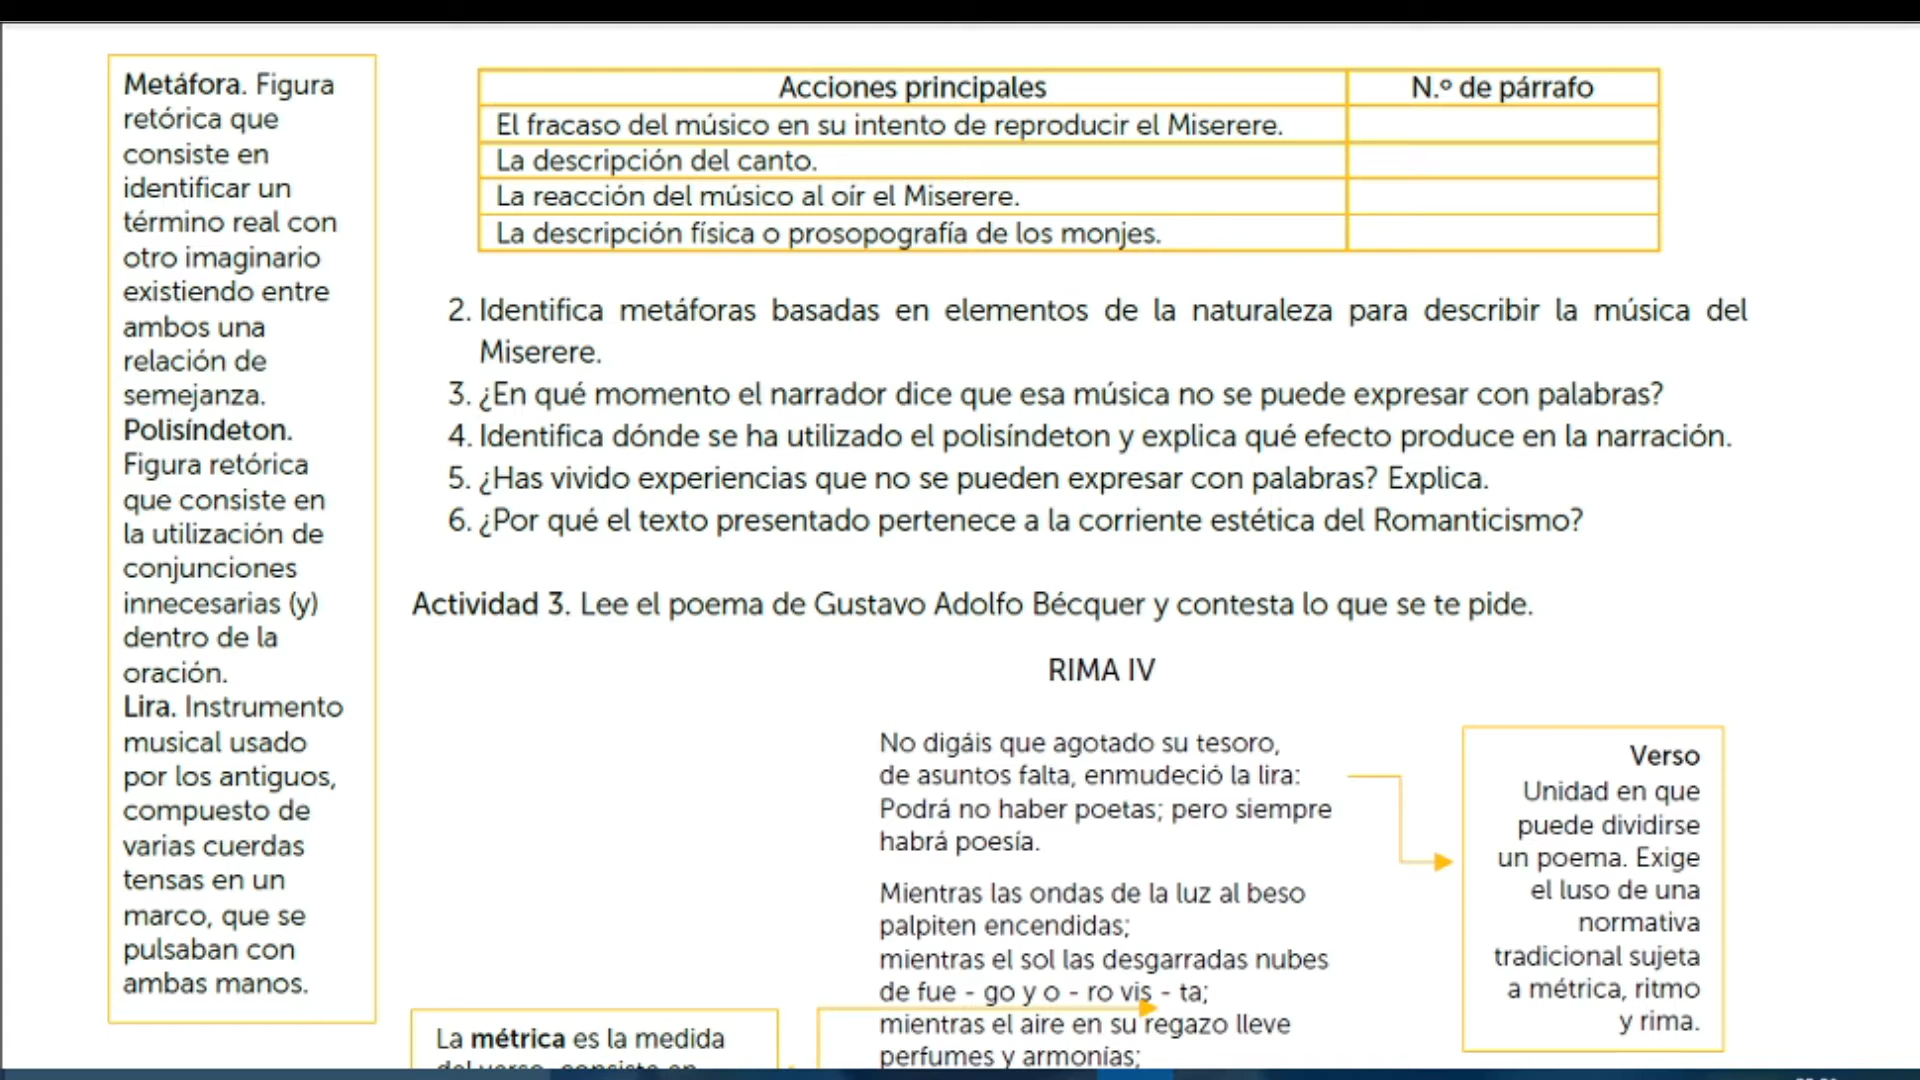 Metáfora. Figura
retórica que
consiste en
identificar un
término real con
otro imaginario
existiendo entre
ambos una
relación de
semejanza.
Polisíndeton.
Figura retórica
que consiste en
la utilización de
conjunciones
innecesarias (y)
dentro de la
oración.
Lira. Instrumento
musical usado
por los antiguos,
compuesto de
varias cuerdas
tensas en un
marco, que se
pulsaban con
ambas manos.
Acciones principales N.º de párrafo
El fracaso del músico en su intento de reproducir el Miserere.
La descripción del canto.
La reacción del músico al oír el Miserere.
La descripción física o prosopografía de los monjes.
2. Identifica metáforas basadas en elementos de la naturaleza para describir la música del
Miserere.
3. ¿En qué momento el narrador dice que esa música no se puede expresar con palabras?
4. Identifica dónde se ha utilizado el polisíndeton y explica qué efecto produce en la narración.
5. ¿Has vivido experiencias que no se pueden expresar con palabras? Explica.
6. ¿Por qué el texto presentado pertenece a la corriente estética del Romanticismo?
Actividad 3. Lee el poema de Gustavo Adolfo Bécquer y contesta lo que se te pide.
RIMA IV
No digáis que agotado su tesoro,
de asuntos falta, enmudeció la lira:
Podrá no haber poetas; pero siempre
habrá poesía.
Mientras las ondas de la luz al beso
palpiten encendidas;
mientras el sol las desgarradas nubes
de fue - go y o - ro vis - ta;
mientras el aire en su regazo lleve
perfumes y armonías;
Verso
Unidad en que
puede dividirse
un poema. Exige
el luso de una
normativa
tradicional sujeta
a métrica, ritmo
y rima.
La métrica es la medida
del verso, consiste en